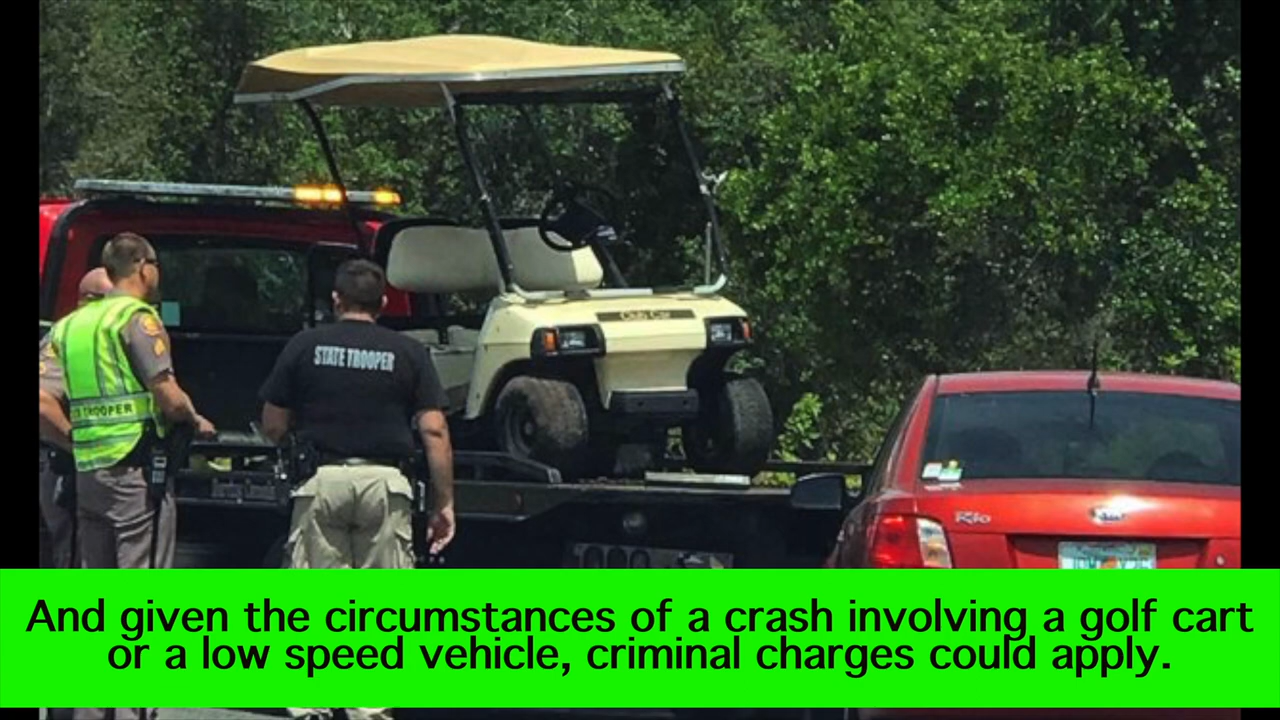 Club Car
STATE TROOPER
TROOPER
Rio
And given the circumstances of a crash involving a golf cart
or a low speed vehicle, criminal charges could apply.